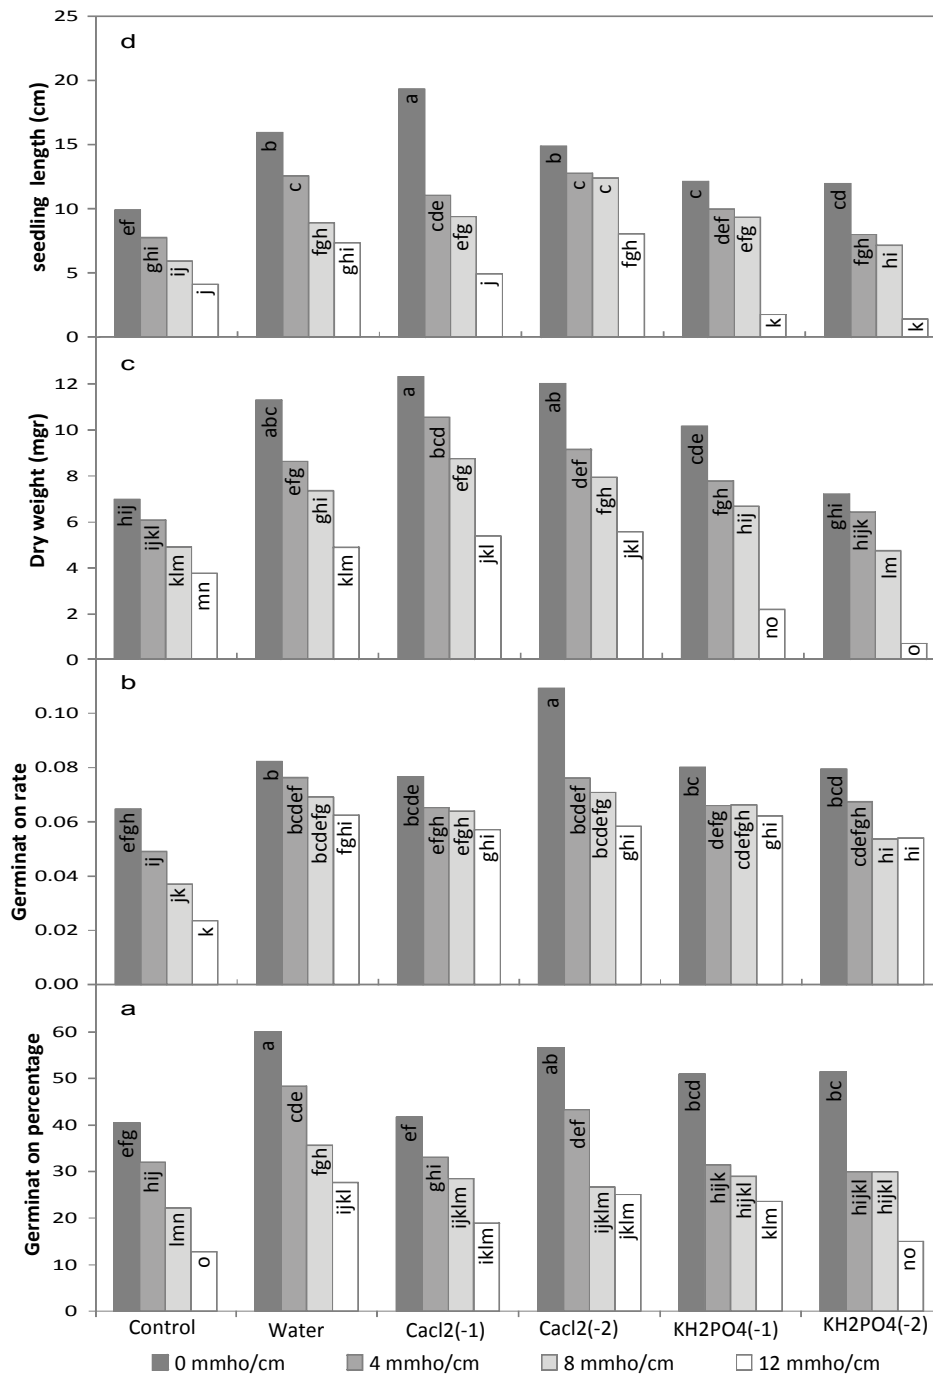 25
d
20
a
15
b
b
c
c
c
c
cd
10
ef
cde
def
fgh
efg
efg
ghi
ghi
fgh
fgh
hi
5
ij
j
j
k
k
0
seedling length (cm)
c
12
a
ab
abc
10
bcd
cde
8
efg
efg
def
fgh
fgh
6
hij
ijkl
ghi
hij
ghi
hijk
4
klm
mn
klm
jkl
jkl
lm
2
no
o
0
Dry weight (mgr)
b
0.10
a
0.08
b
bcdef
bcde
bcdef
bc
bcd
0.06
efgh
bcdefg
fghi
efgh
efgh
ghi
bcdefg
ghi
defg
cdefgh
ghi
cdefgh
hi
hi
0.04
ij
jk
0.02
k
0.00
Germinat on rate
a
60
a
ab
50
cde
bcd
bc
40
efg
ef
def
30
hij
fgh
ghi
hijk
hijkl
hijkl
hijkl
20
lmn
ijkl
ijklm
iklm
ijklm
jklm
klm
10
o
no
0
Germinat on percentage
Control
Water
Cacl2(-1)
Cacl2(-2)
KH2PO4(-1)
KH2PO4(-2)
0 mmho/cm
4 mmho/cm
8 mmho/cm
12 mmho/cm